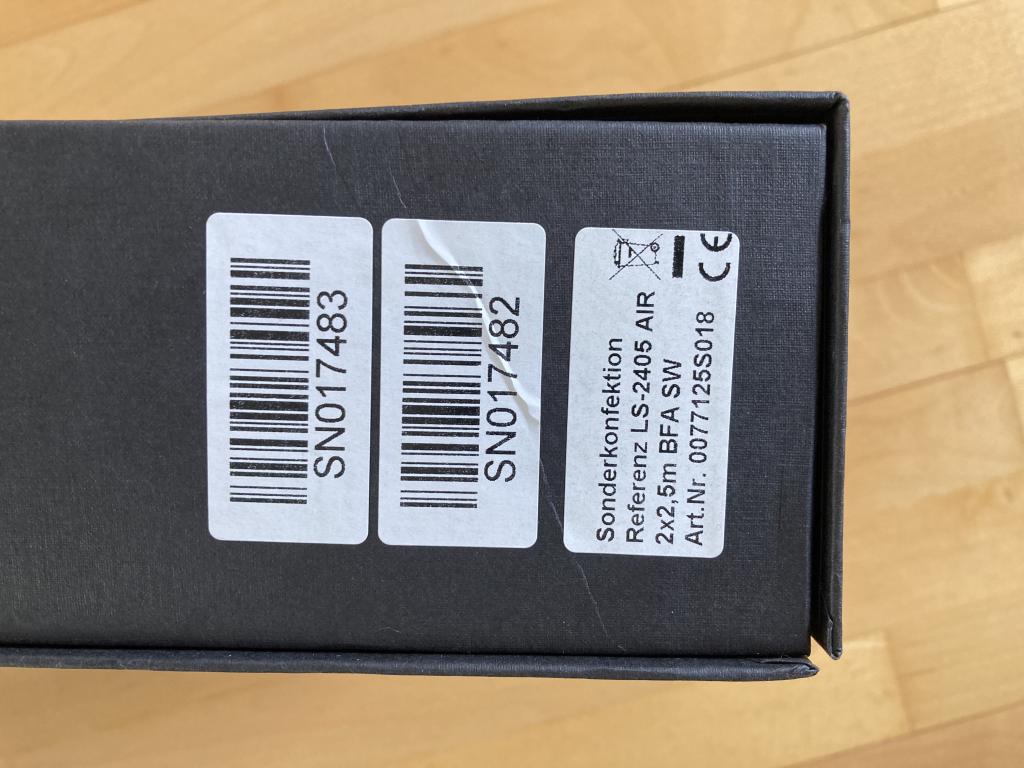 SN017483
SN017482
Sonderkonfektion
Referenz LS-2405 AIR
2x2,5m BFA SW
Art.Nr. 0077125S018
CE